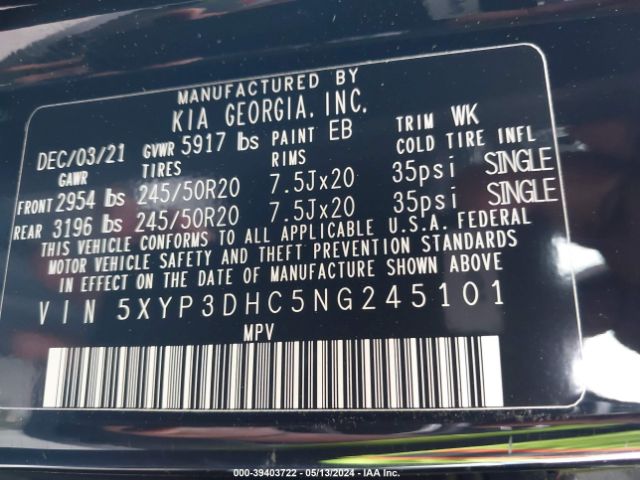 MANUFACTURED BY
KIA GEORGIA, INC.
DEC/03/21 GVWR 5917 lbs PAINT EB TRIM WK
GAWR TIRES RIMS COLD TIRE INFL
FRONT 2954 lbs 245/50R20 7.5Jx20 35psi SINGLE
REAR 3196 lbs 245/50R20 7.5Jx20 35psi SINGLE
THIS VEHICLE CONFORMS TO ALL APPLICABLE U.S.A. FEDERAL
MOTOR VEHICLE SAFETY AND THEFT PREVENTION STANDARDS
IN EFFECT ON THE DATE OF MANUFACTURE SHOWN ABOVE
VIN 5XYP3DHC5NG245101
MPV
000-39403722 - 05/13/2024 - IAA Inc.